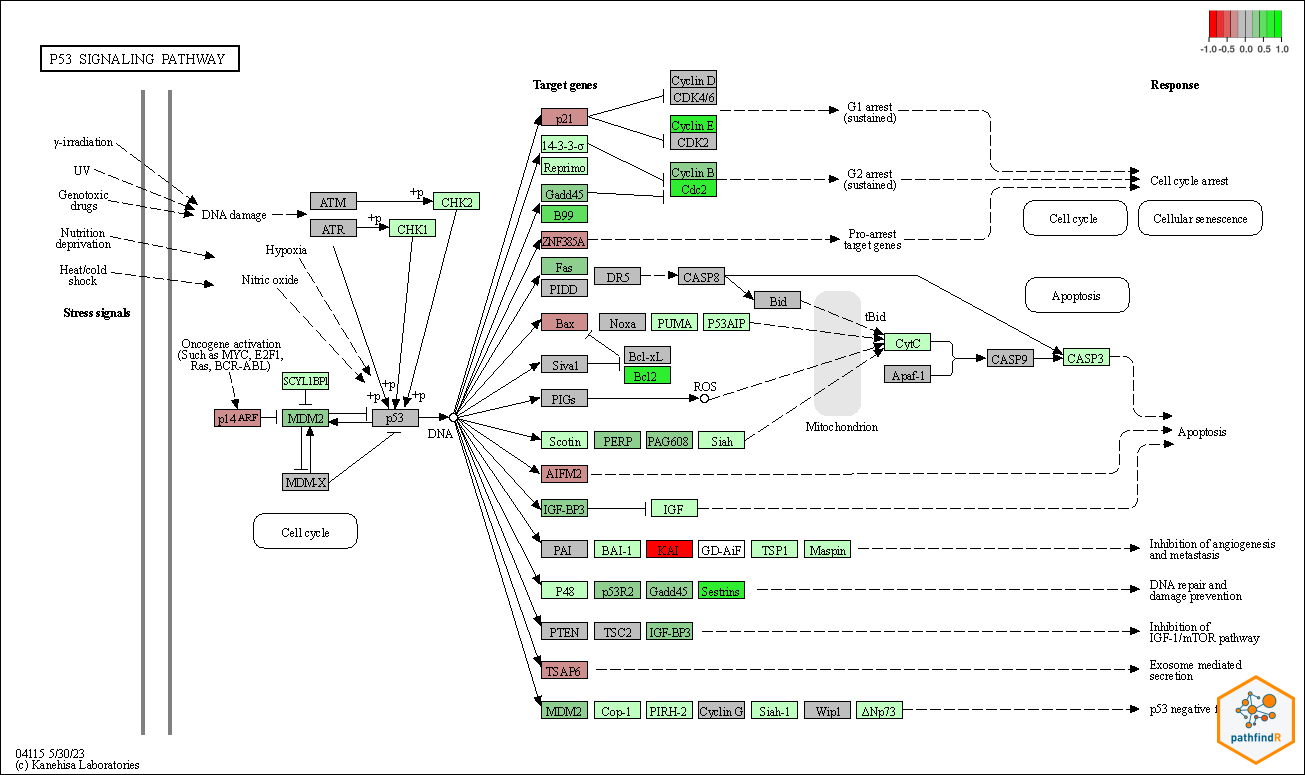 -1.0 -0.5 0.0 0.5 1.0
P53 SIGNALING PATHWAY
Target genes
Response
γ-irradiation
UV
Genotoxic
drugs
Nutrition
deprivation
Heat/cold
shock
Stress signals
DNA damage
ATM
ATR
+p
+p
CHK2
CHK1
Hypoxia
Nitric oxide
Oncogene activation
(Such as MYC, E2F1,
Ras, BCR-ABL)
SCYL1BP1
p14 ARF
MDM2
+p
+p
+p
p53
MDM-X
DNA
Cell cycle
p21
Cyclin D
CDK4/6
Cyclin E
CDK2
G1 arrest
(sustained)
14-3-3-σ
Reprimo
Gadd45
B99
Cyclin B
Cdc2
G2 arrest
(sustained)
Cell cycle arrest
Cell cycle
Cellular senescence
ZNF385A
Pro-arrest
target genes
Fas
PIDD
DR5
CASP8
Bid
tBid
Apoptosis
Bax
Noxa
PUMA
P53AIP
CytC
CASP9
CASP3
Apaf-1
Siva1
Bcl-xL
Bcl2
PIGs
ROS
Mitochondrion
Scotin
PERP
PAG608
Siah
Apoptosis
AIFM2
IGF-BP3
IGF
PAI
BAI-1
KAI
GD-AiF
TSP1
Maspin
Inhibition of angiogenesis
and metastasis
P48
p53R2
Gadd45
Sestrins
DNA repair and
damage prevention
PTEN
TSC2
IGF-BP3
Inhibition of
IGF-1/mTOR pathway
TSAP6
Exosome mediated
secretion
MDM2
Cop-1
PIRH-2
Cyclin G
Siah-1
Wip1
ΔNp73
p53 negative
pathfindR
04115 5/30/23
(c) Kanehisa Laboratories